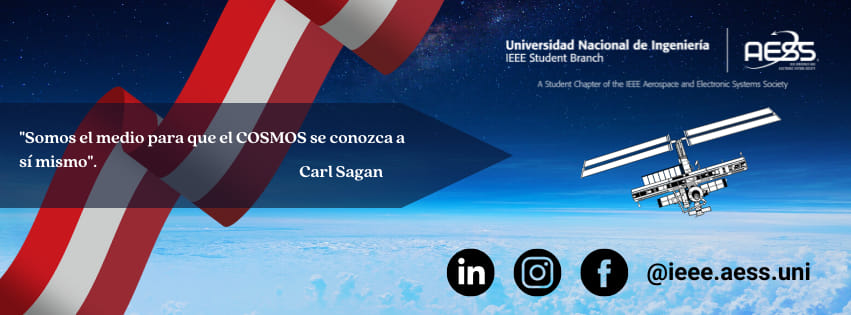 Universidad Nacional de Ingeniería
IEEE Student Branch
AESS
A Student Chapter of the IEEE Aerospace and Electronic Systems Society
"Somos el medio para que el COSMOS se conozca a
sí mismo".
Carl Sagan
in
f
@ieee.aess.uni